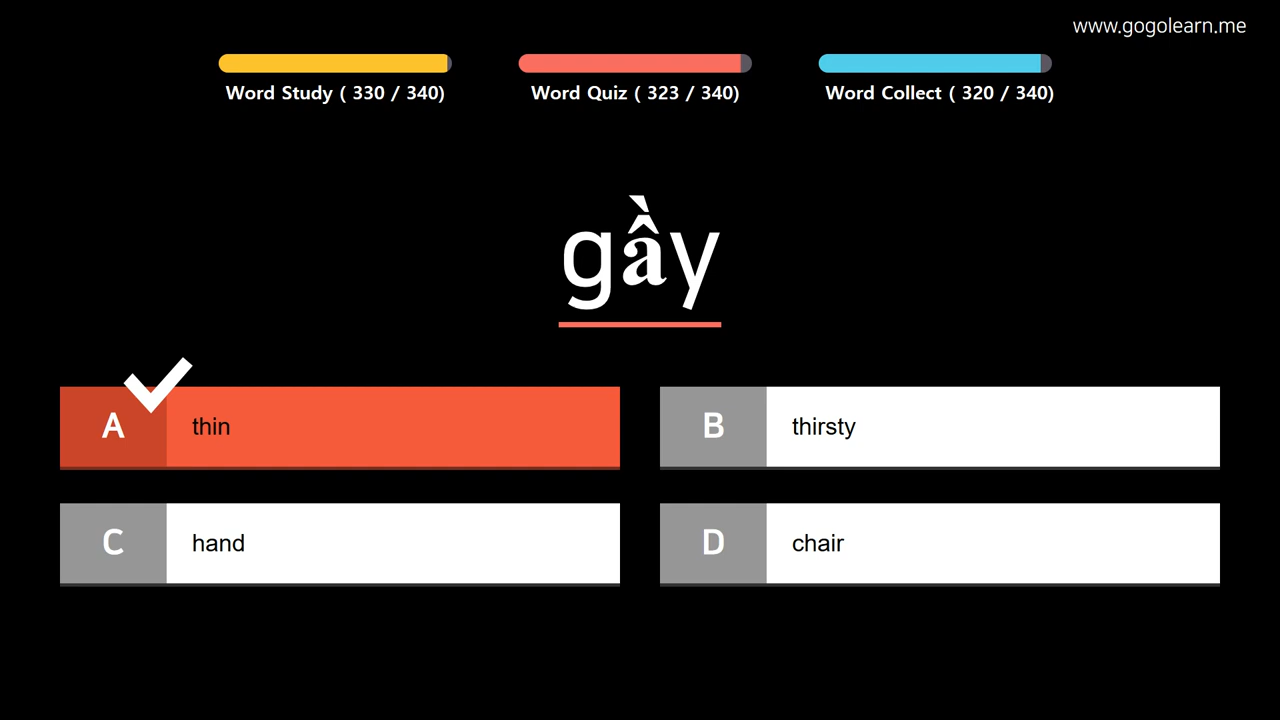 www.gogolearn.me
Word Study ( 330 / 340)
Word Quiz ( 323 / 340)
Word Collect ( 320 / 340)
gầy
A thin
B thirsty
C hand
D chair